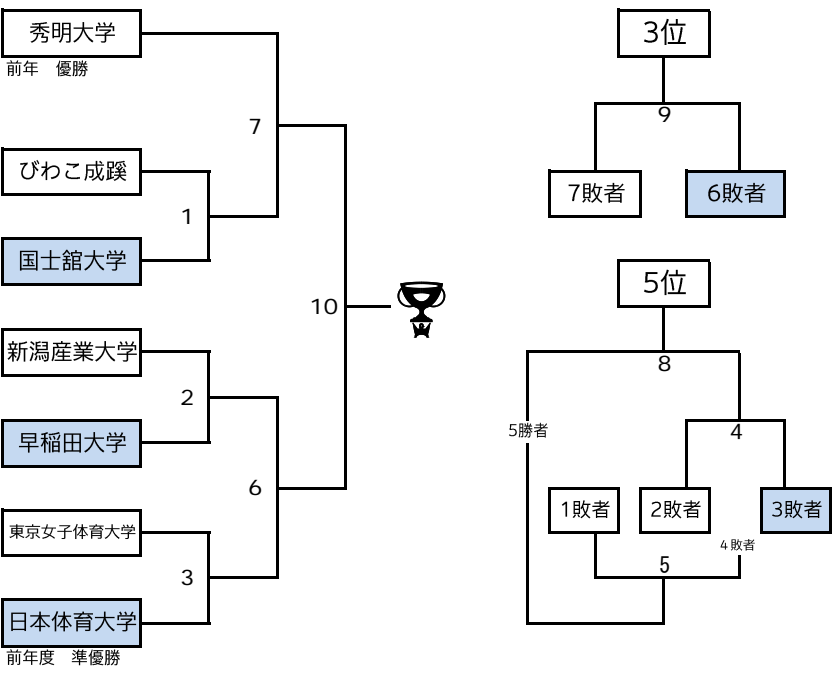 秀明大学
前年　優勝
7
びわこ成蹊
1
国士舘大学
10
新潟産業大学
2
早稲田大学
6
東京女子体育大学
3
日本体育大学
前年度　準優勝
3位
9
7敗者
6敗者
5位
8
5勝者
4
1敗者
2敗者
3敗者
4敗者
5